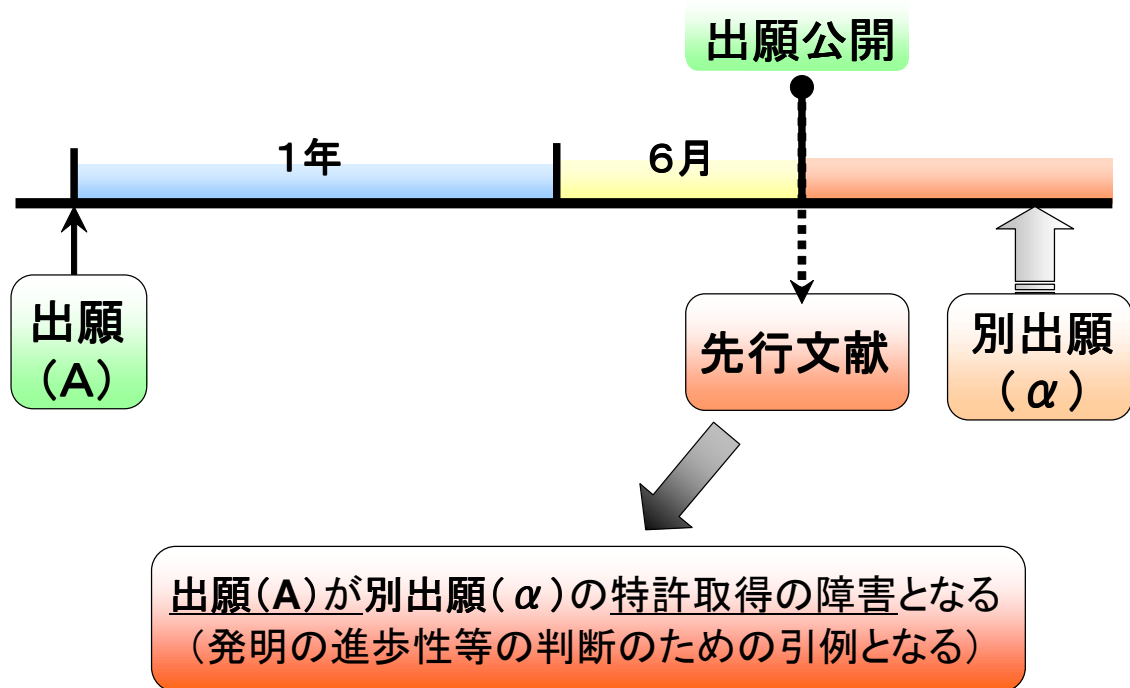 出願公開
１年
６月
出願
（Ａ）
先行文献
別出願
（α）
出願（A）が別出願（α）の特許取得の障害となる
（発明の進歩性等の判断のための引例となる）